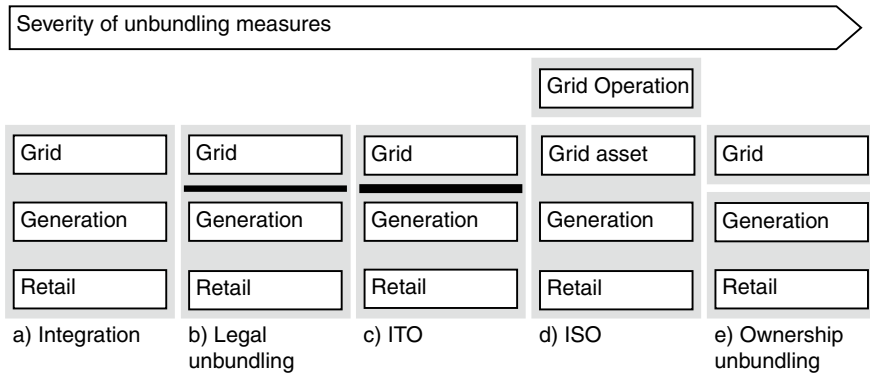 Severity of unbundling measures
Grid Operation
Grid
Grid
Grid
Grid asset
Grid
Generation
Generation
Generation
Generation
Generation
Retail
Retail
Retail
Retail
Retail
a) Integration
b) Legal
unbundling
c) ITO
d) ISO
e) Ownership
unbundling